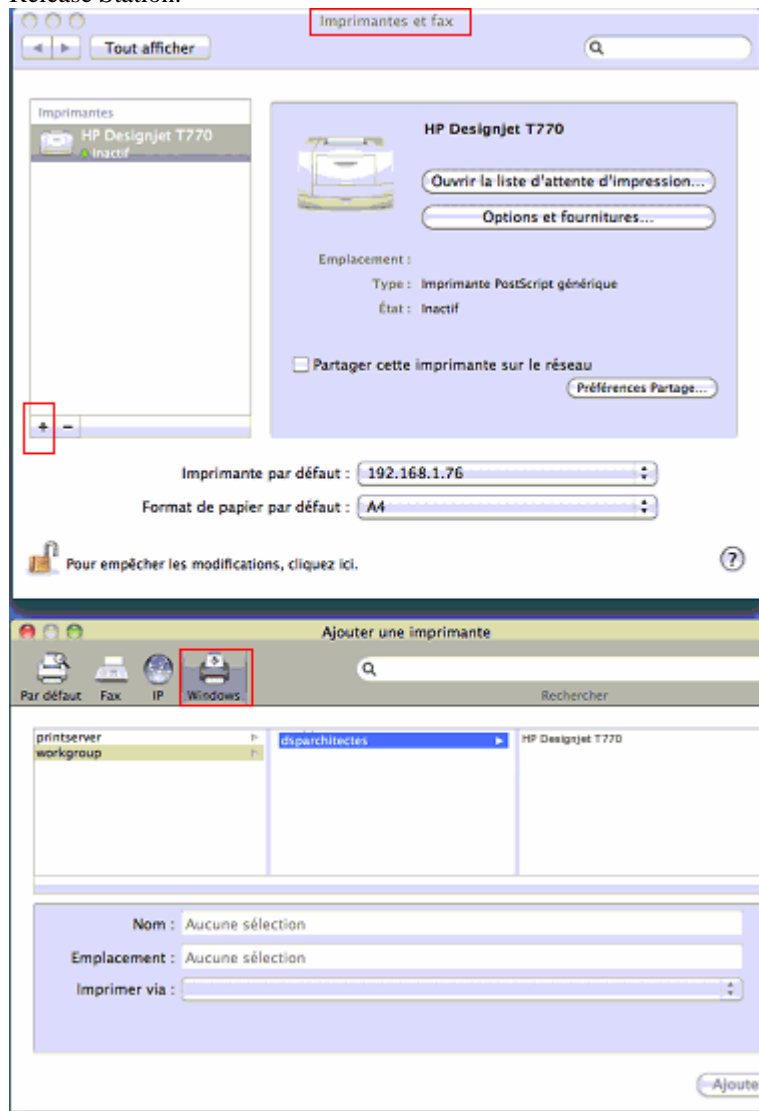 Release Station.
Imprimantes et fax
Tout afficher
Imprimantes
HP Designjet T770
Inactif
HP Designjet T770
Ouvrir la liste d'attente d'impression...
Options et fournitures...
Emplacement :
Type : Imprimante PostScript générique
État : Inactif
Partager cette imprimante sur le réseau
Préférences Partage...
+ −
Imprimante par défaut : 192.168.1.76
Format de papier par défaut : A4
Pour empêcher les modifications, cliquez ici.
?
Ajouter une imprimante
Par défaut Fax IP Windows
Rechercher
printserver dsparchitectes HP Designjet T770
workgroup
Nom : Aucune sélection
Emplacement : Aucune sélection
Imprimer via :
Ajoute